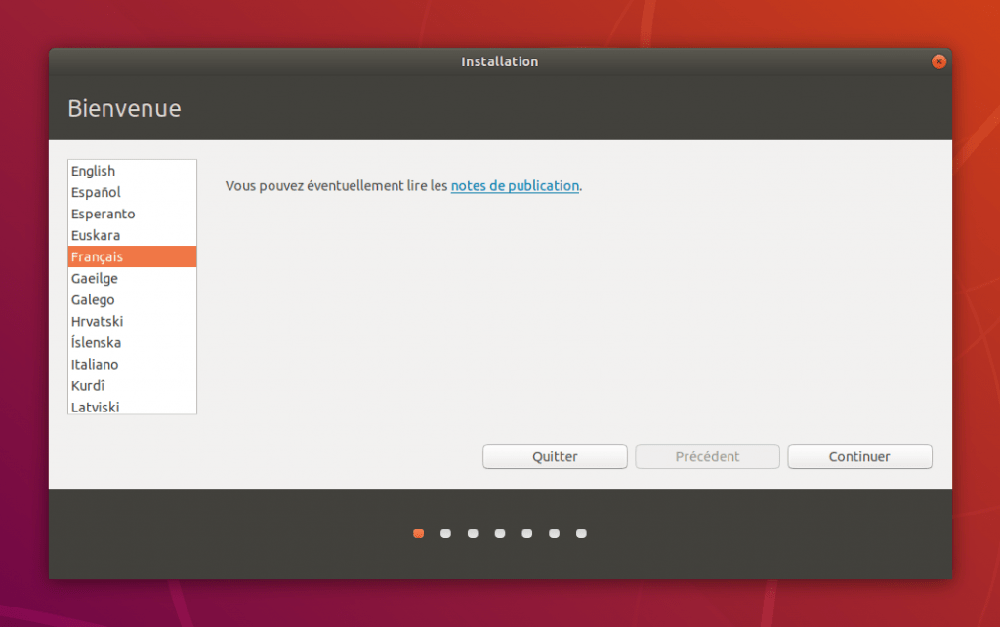 Installation
Bienvenue
English
Español
Esperanto
Euskara
Français
Gaeilge
Galego
Hrvatski
Íslenska
Italiano
Kurdî
Latviski
Vous pouvez éventuellement lire les notes de publication.
Quitter
Précédent
Continuer